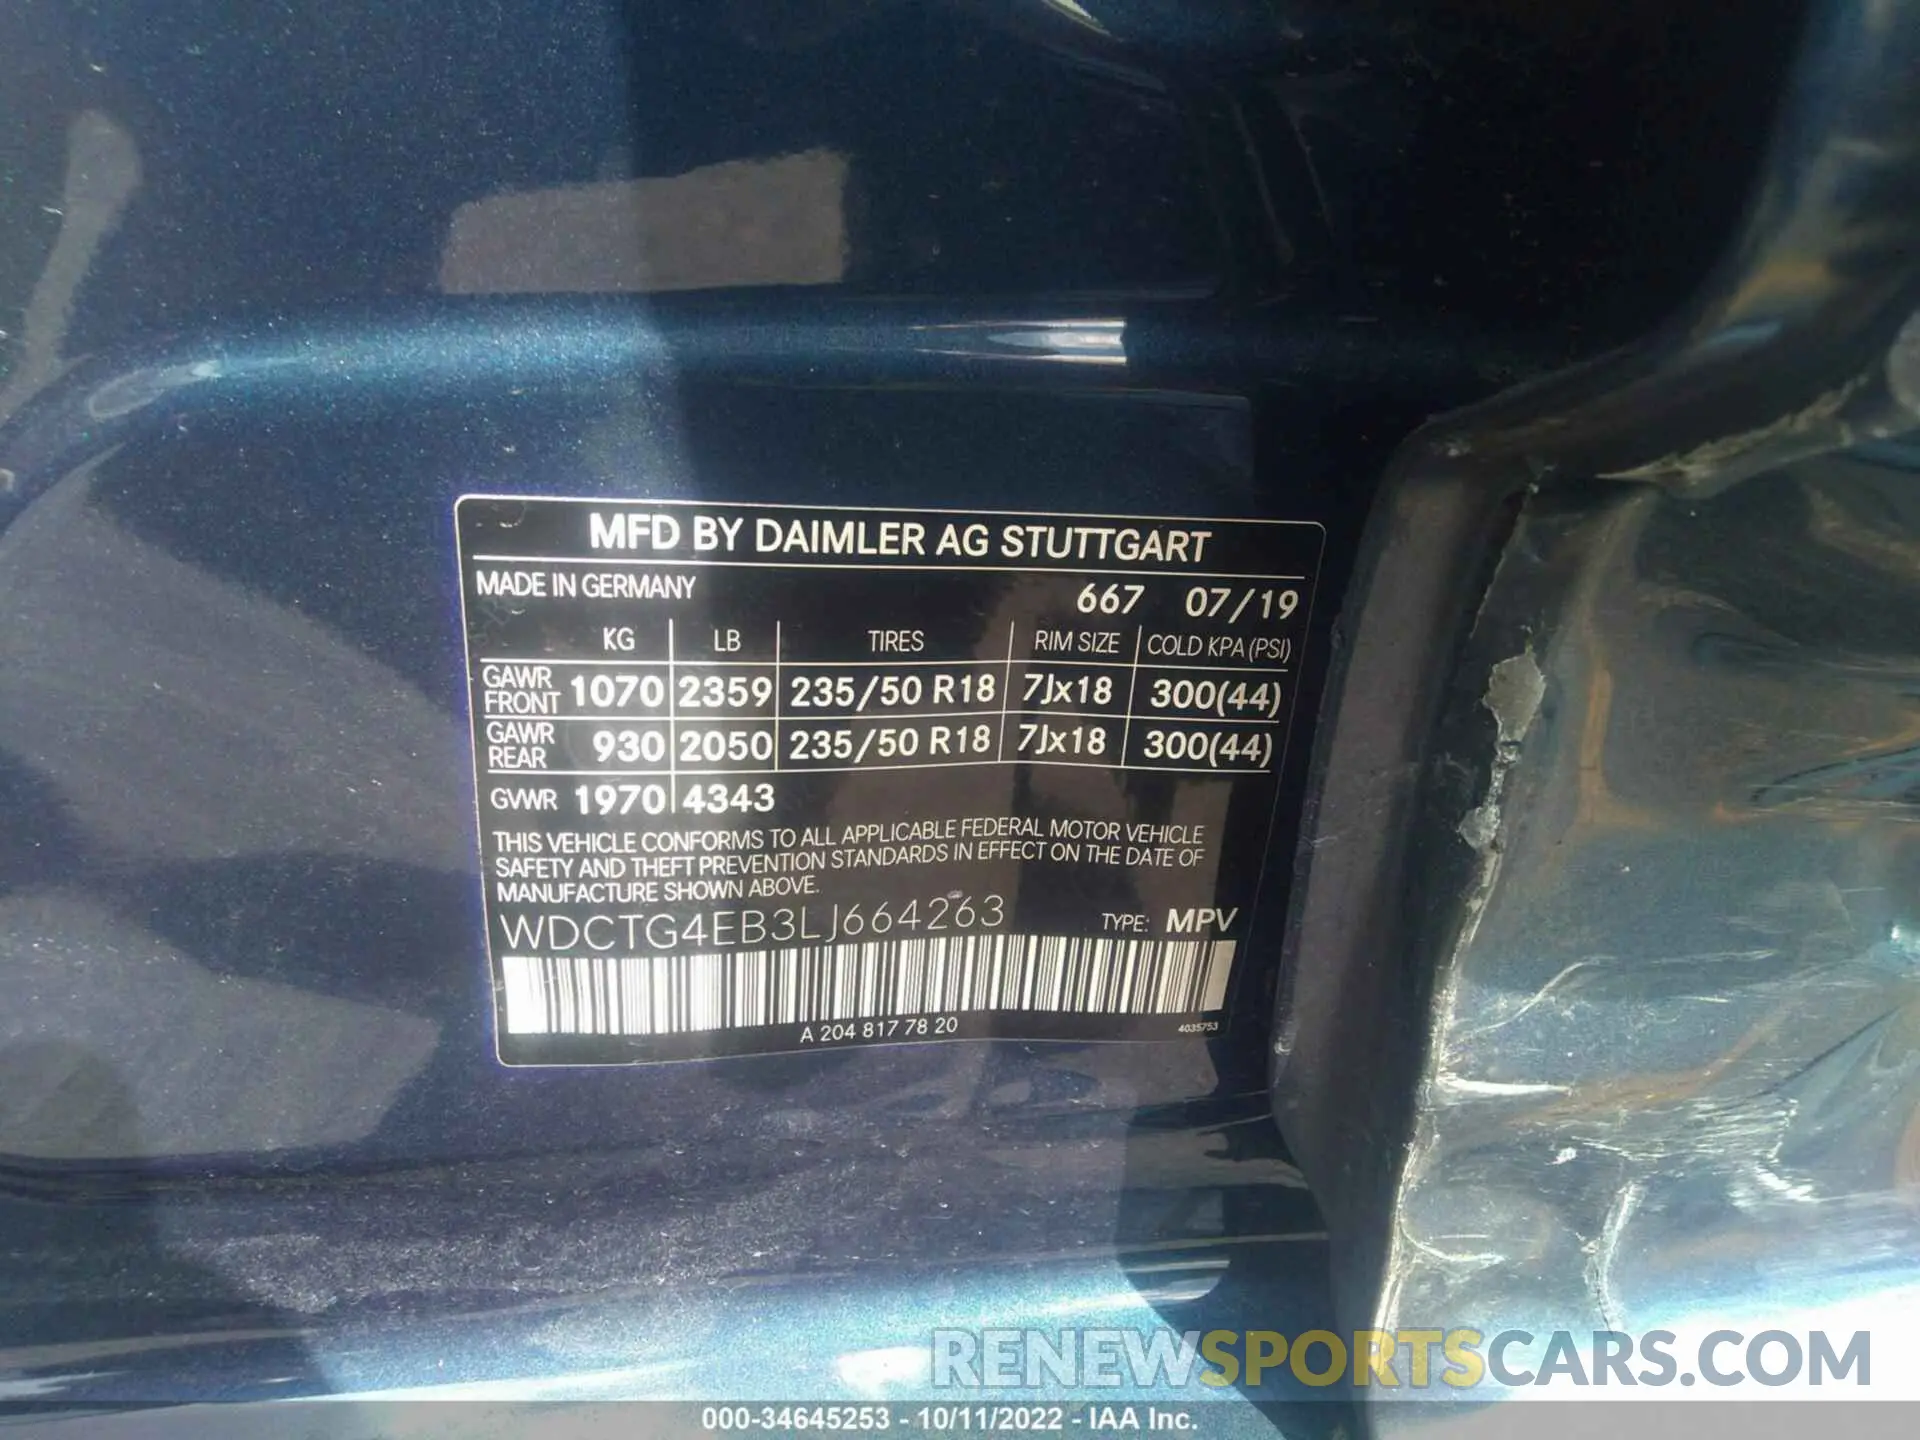 MFD BY DAIMLER AG STUTTGART
MADE IN GERMANY 667 07/19
KG LB TIRES RIM SIZE COLD KPA (PSI)
GAWR FRONT 1070 2359 235/50 R18 7Jx18 300(44)
GAWR REAR 930 2050 235/50 R18 7Jx18 300(44)
GVWR 1970 4343
THIS VEHICLE CONFORMS TO ALL APPLICABLE FEDERAL MOTOR VEHICLE
SAFETY AND THEFT PREVENTION STANDARDS IN EFFECT ON THE DATE OF
MANUFACTURE SHOWN ABOVE.
WDCTG4EB3LJ664263 TYPE: MPV
A 204 817 78 20 4035753
RENEWSPORTSCARS.COM
000-34645253 - 10/11/2022 - IAA Inc.